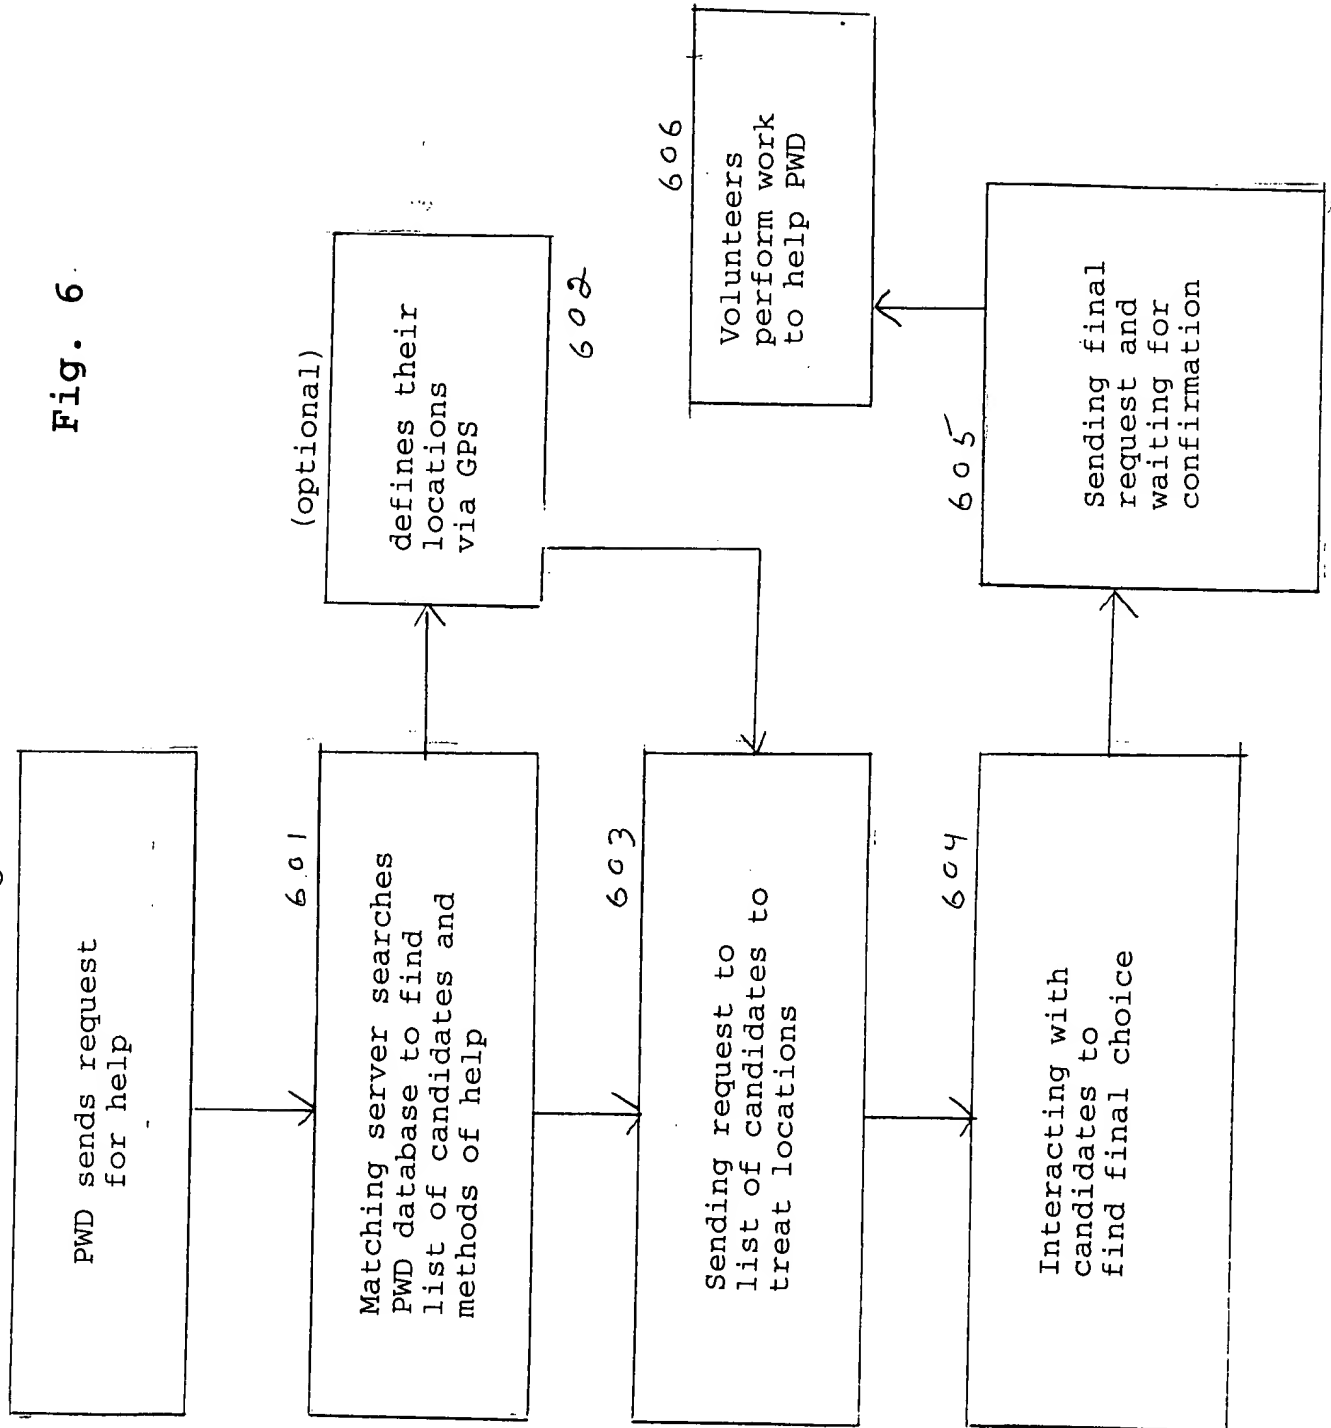 Fig. 6
PWD sends request
for help
601
Matching server searches
PWD database to find
list of candidates and
methods of help
(optional)
defines their
locations
via GPS
602
603
Sending request to
list of candidates to
treat locations
604
Interacting with
candidates to
find final choice
605
Sending final
request and
waiting for
confirmation
606
Volunteers
perform work
to help PWD